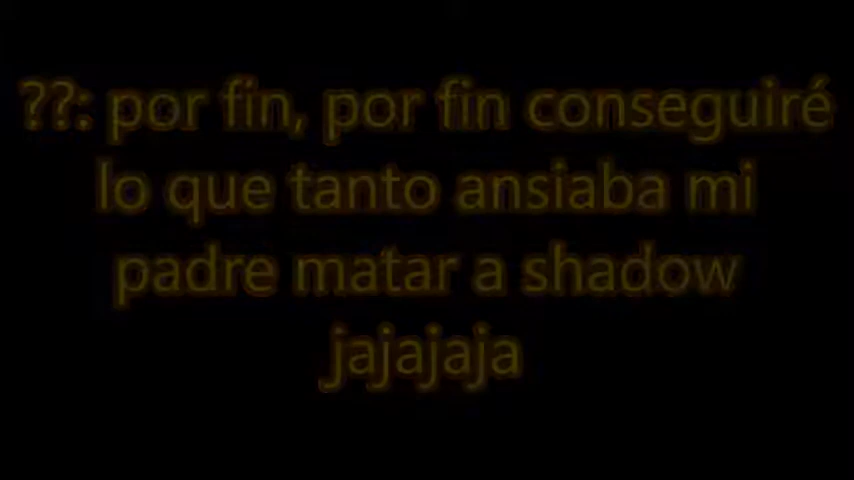 ??: por fin, por fin conseguiré
lo que tanto ansiaba mi
padre matar a shadow
jajajaja